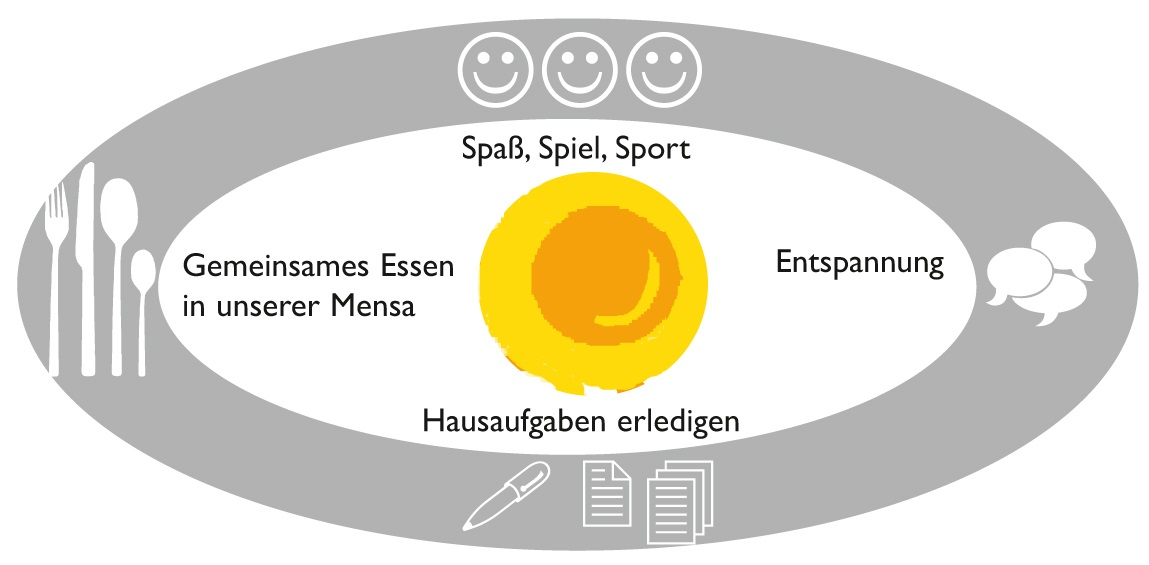 Spaß, Spiel, Sport
Gemeinsames Essen
in unserer Mensa
Entspannung
Hausaufgaben erledigen